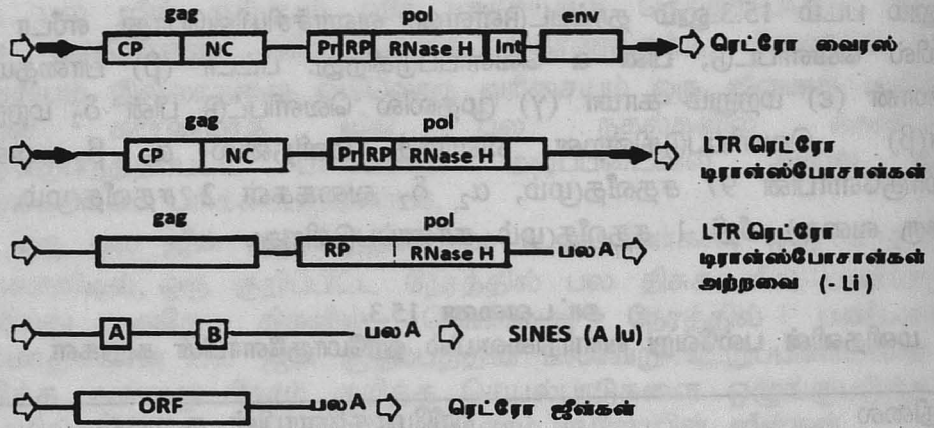 gag pol env
CP NC Pr RP RNase H Int ரெட்ரோ வைரஸ்
gag pol
CP NC Pr RP RNase H LTR ரெட்ரோ
டிரான்ஸ்போசான்கள்
gag pol
RP RNase H பல A LTR ரெட்ரோ
டிரான்ஸ்போசான்கள்
அற்றவை (- Li)
A B பல A SINES (A lu)
ORF பல A ரெட்ரோ ஜீன்கள்